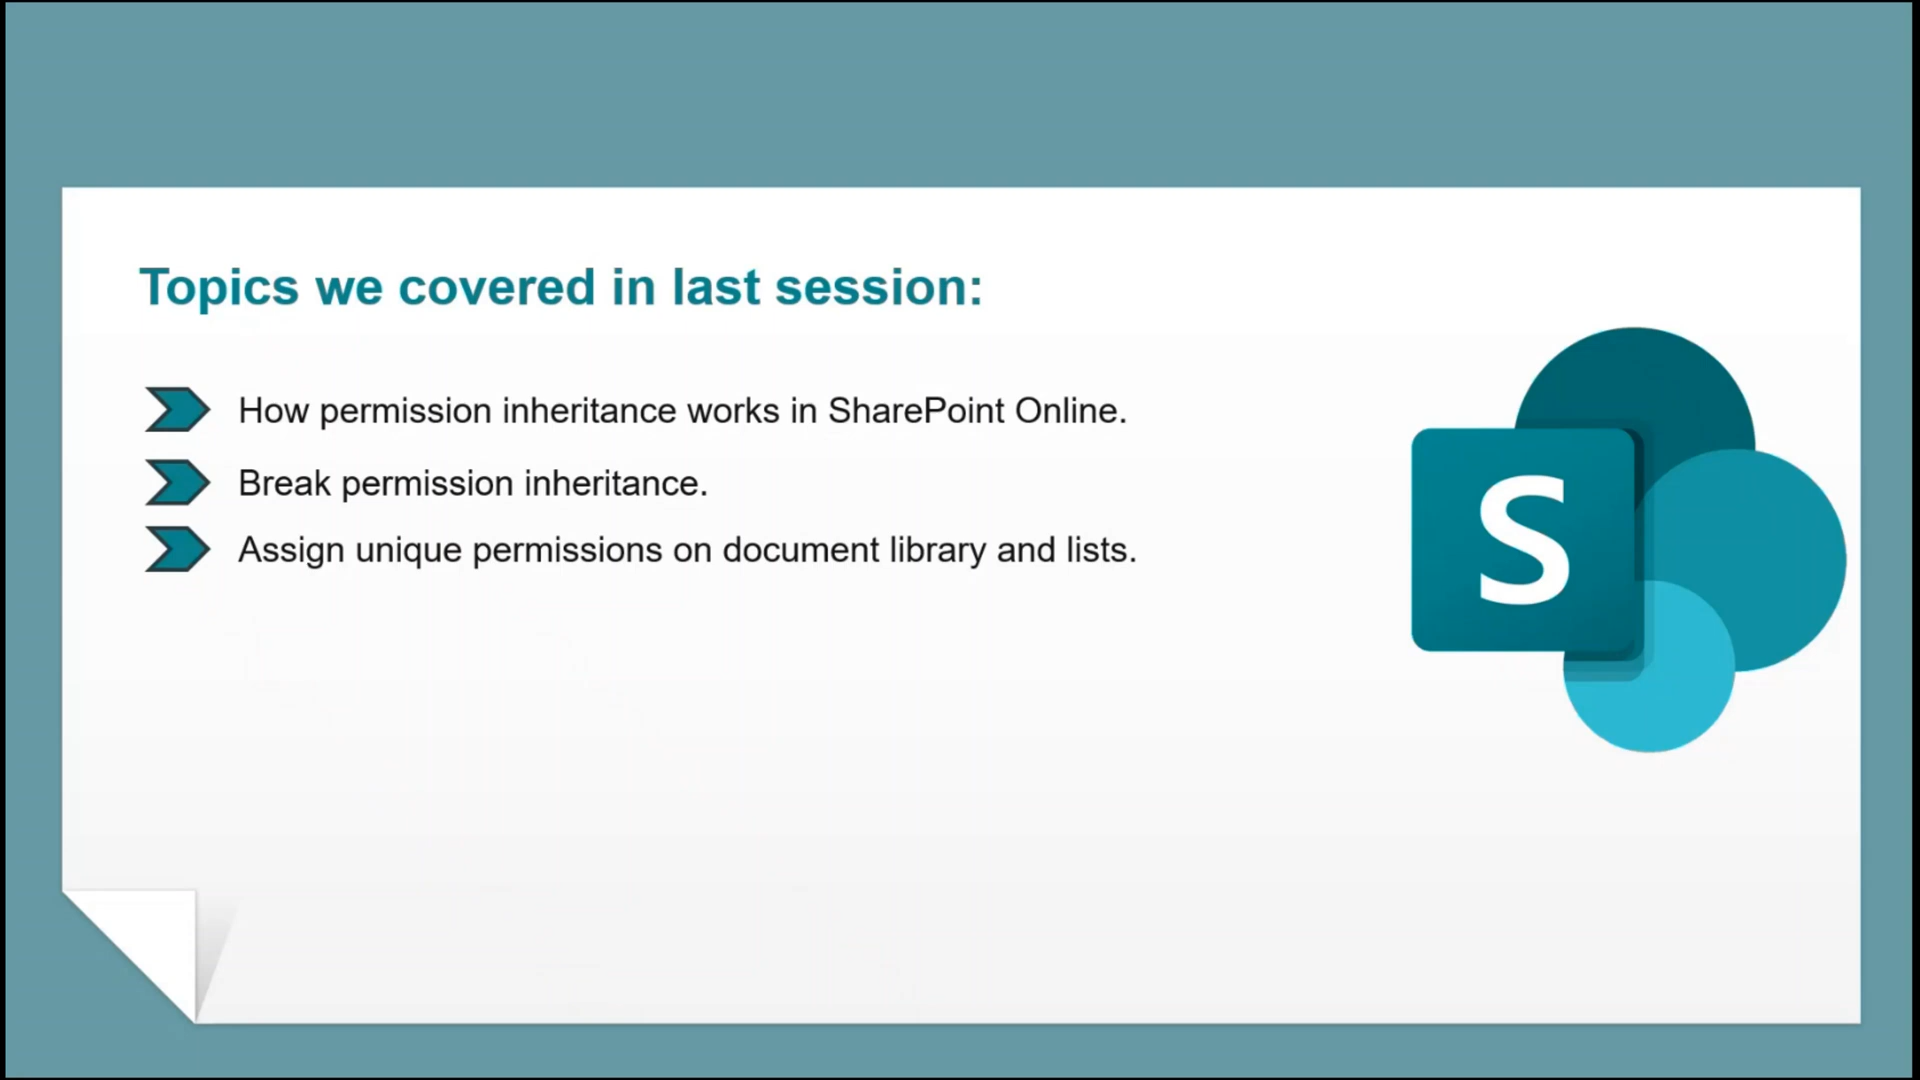 Topics we covered in last session:
How permission inheritance works in SharePoint Online.
Break permission inheritance.
Assign unique permissions on document library and lists.
S